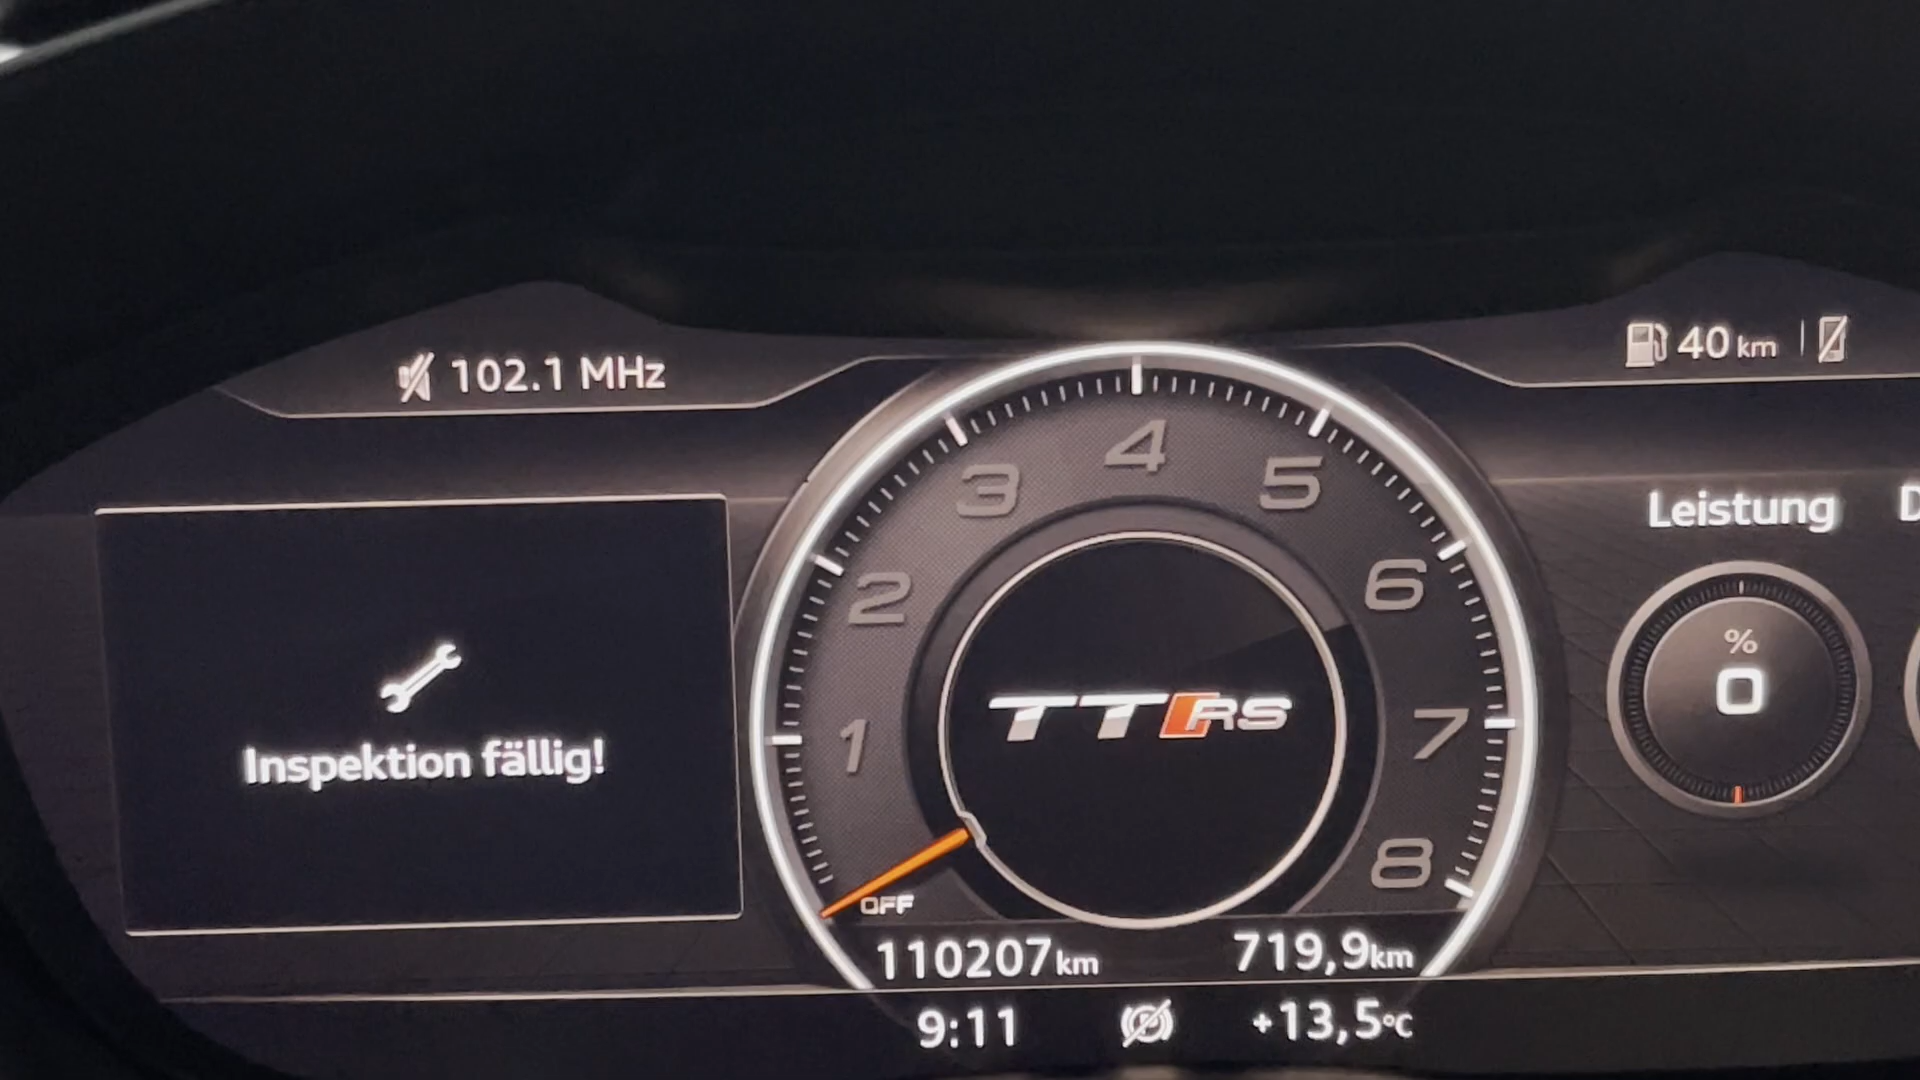 102.1 MHz
40 km
Inspektion fällig!
1
2
3
4
5
6
7
8
OFF
TT RS
110207 km
719,9 km
9:11
+13,5°C
Leistung
%
0
D